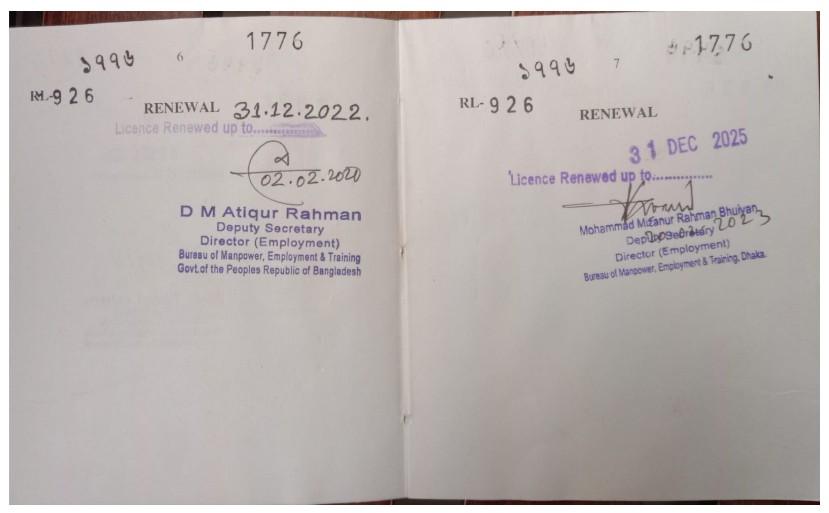 1776
১৯৯৬ 6
RL-926
RENEWAL 31.12.2022.
Licence Renewed up to............
02.02.2020
D M Atiqur Rahman
Deputy Secretary
Director (Employment)
Bureau of Manpower, Employment & Training
Govt.of the Peoples Republic of Bangladesh
1776
১৯৯৬ 7
RL-926
RENEWAL
31 DEC 2025
Licence Renewed up to...............
Mohammad Mizanur Rahman Bhuiyan
Deputy Secretary
2023
Director (Employment)
Bureau of Manpower, Employment & Training, Dhaka.